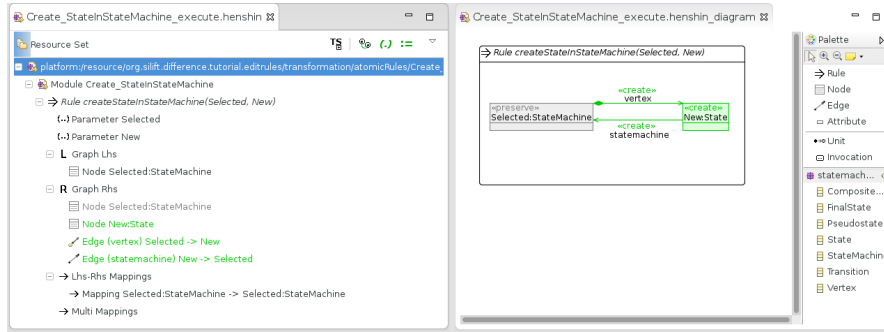 Create_StateInStateMachine_execute.henshin
Resource Set
platform:/resource/org.silift.difference.tutorial.editrules/transformation/atomicRules/Create_
Module Create_StateInStateMachine
Rule createStateInStateMachine(Selected, New)
(..) Parameter Selected
(..) Parameter New
L Graph Lhs
Node Selected:StateMachine
R Graph Rhs
Node Selected:StateMachine
Node New:State
Edge (vertex) Selected -> New
Edge (statemachine) New -> Selected
Lhs-Rhs Mappings
Mapping Selected:StateMachine -> Selected:StateMachine
Multi Mappings
Create_StateInStateMachine_execute.henshin_diagram
Rule createStateInStateMachine(Selected, New)
«create»
vertex
«preserve»
Selected:StateMachine
«create»
New:State
«create»
statemachine
Palette
Rule
Node
Edge
Attribute
Unit
Invocation
statemach...
Composite...
FinalState
Pseudostate
State
StateMachin
Transition
Vertex